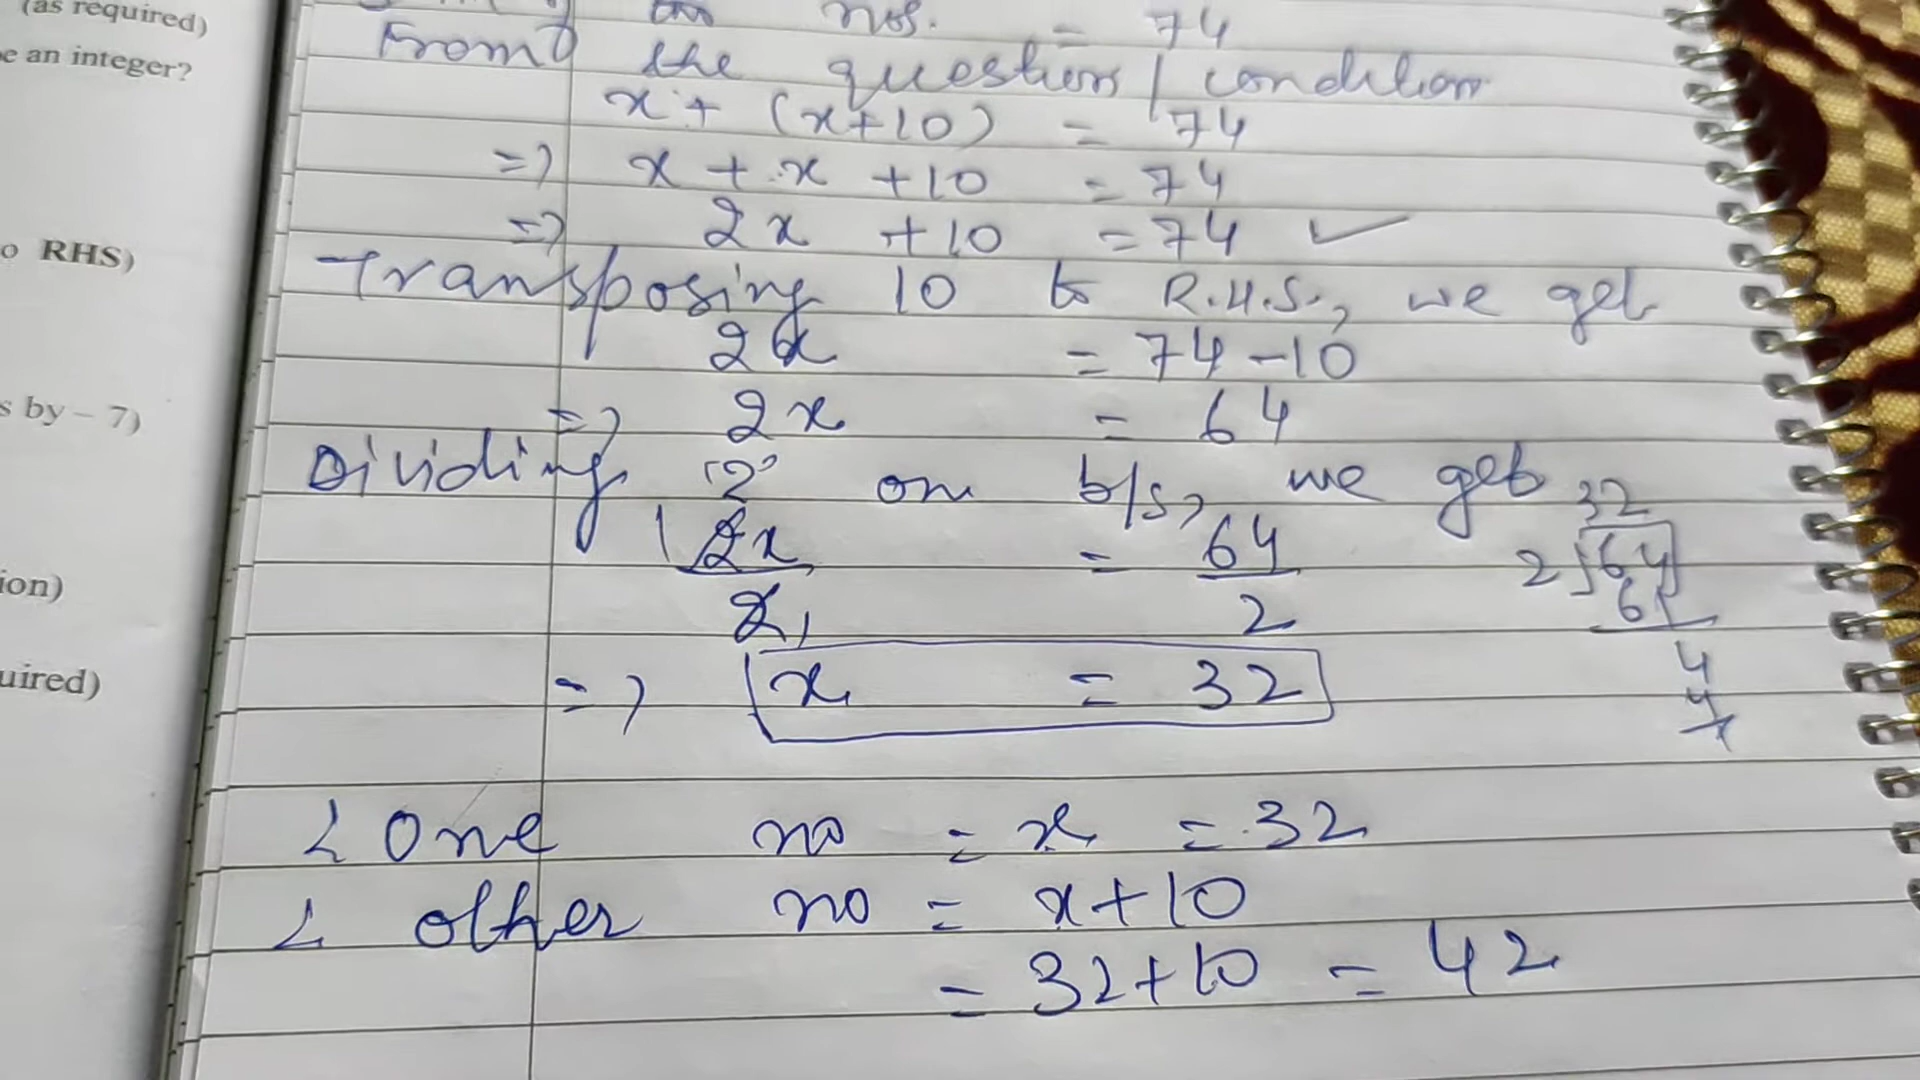 (as required)
e an integer?
o RHS)
s by – 7)
ion)
uired)
nos. = 74
From the question / condition
x + (x+10) = 74
=> x + x + 10 = 74
=> 2x + 10 = 74 ✓
Transposing 10 to R.H.S., we get
2x = 74 - 10
=> 2x = 64
Dividing '2' on b/s, we get
2x/2 = 64/2
=> x = 32
32
2 64
6
4
4
One no = x = 32
other no = x+10
= 32+10 = 42